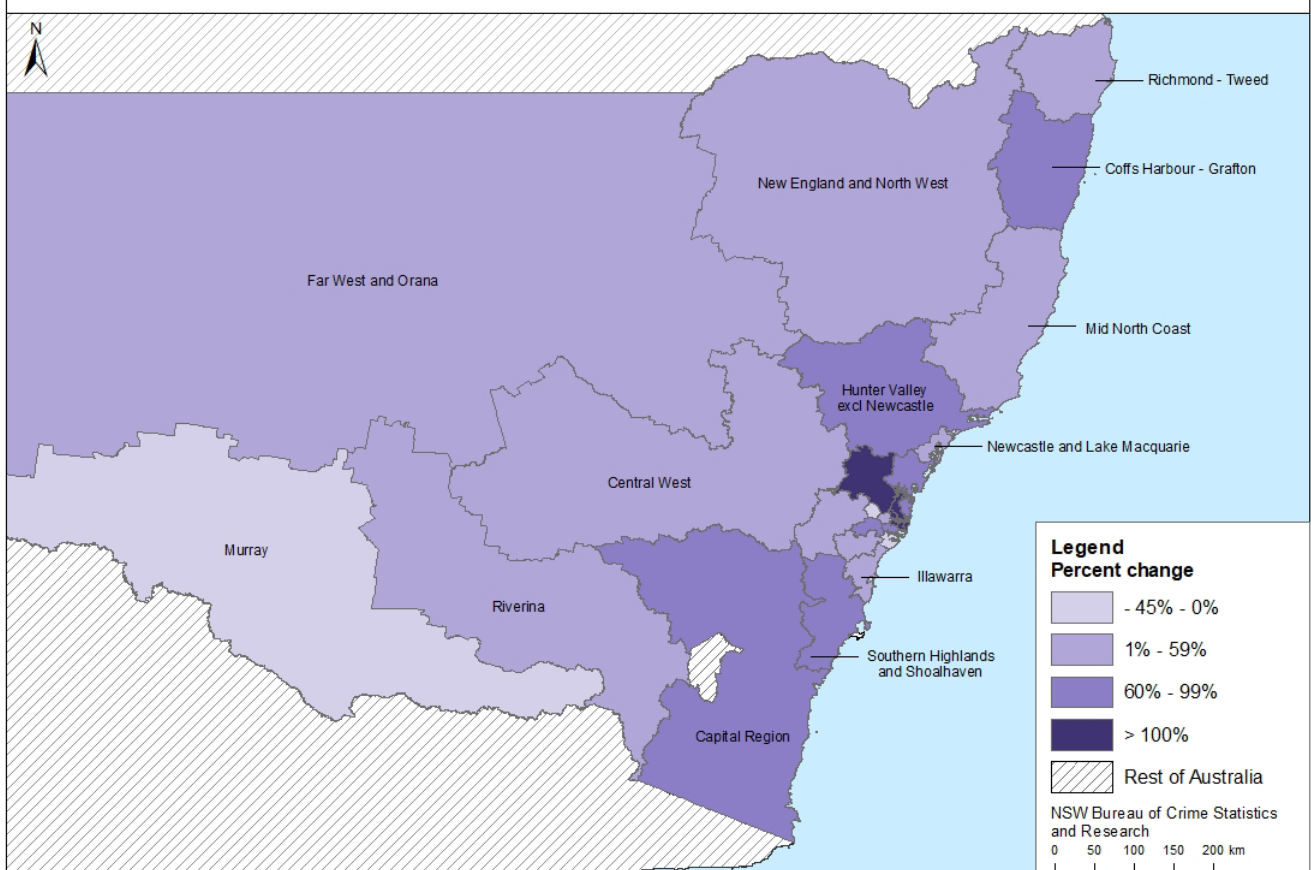 N
Richmond - Tweed
Coffs Harbour - Grafton
New England and North West
Far West and Orana
Mid North Coast
Hunter Valley
excl Newcastle
Newcastle and Lake Macquarie
Central West
Murray
Illawarra
Riverina
Southern Highlands
and Shoalhaven
Capital Region
Legend
Percent change
- 45% - 0%
1% - 59%
60% - 99%
> 100%
Rest of Australia
NSW Bureau of Crime Statistics
and Research
0 50 100 150 200 km